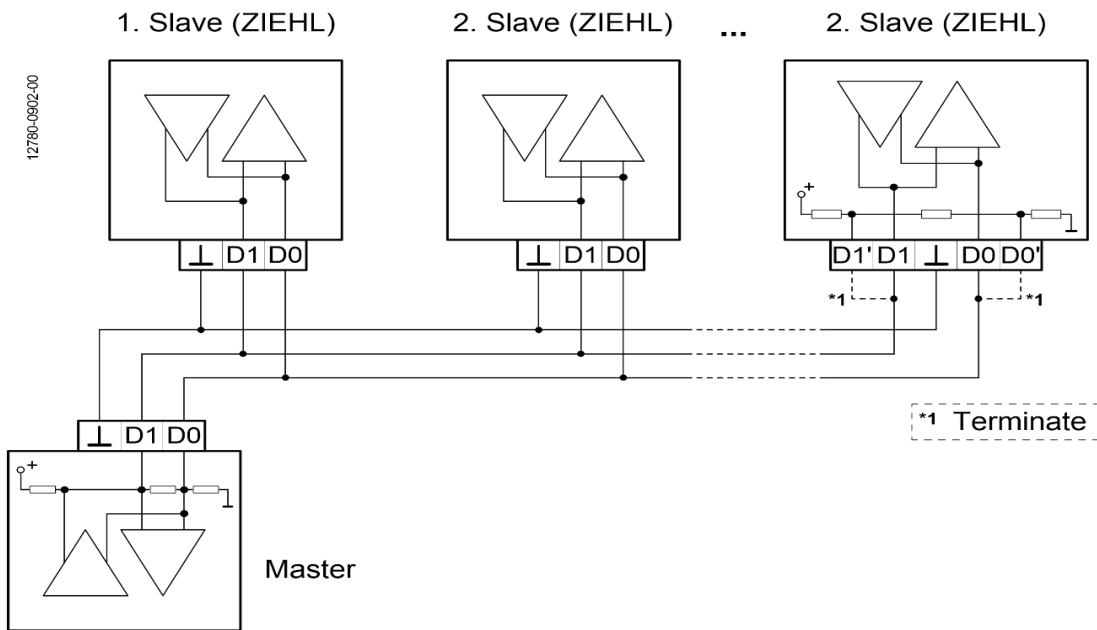 1. Slave (ZIEHL) 2. Slave (ZIEHL) ... 2. Slave (ZIEHL)
12780-0902-00
+
⊥ D1 D0
⊥ D1 D0
D1' D1 ⊥ D0 D0'
*1 *1
⊥ D1 D0
*1 Terminate
+
Master